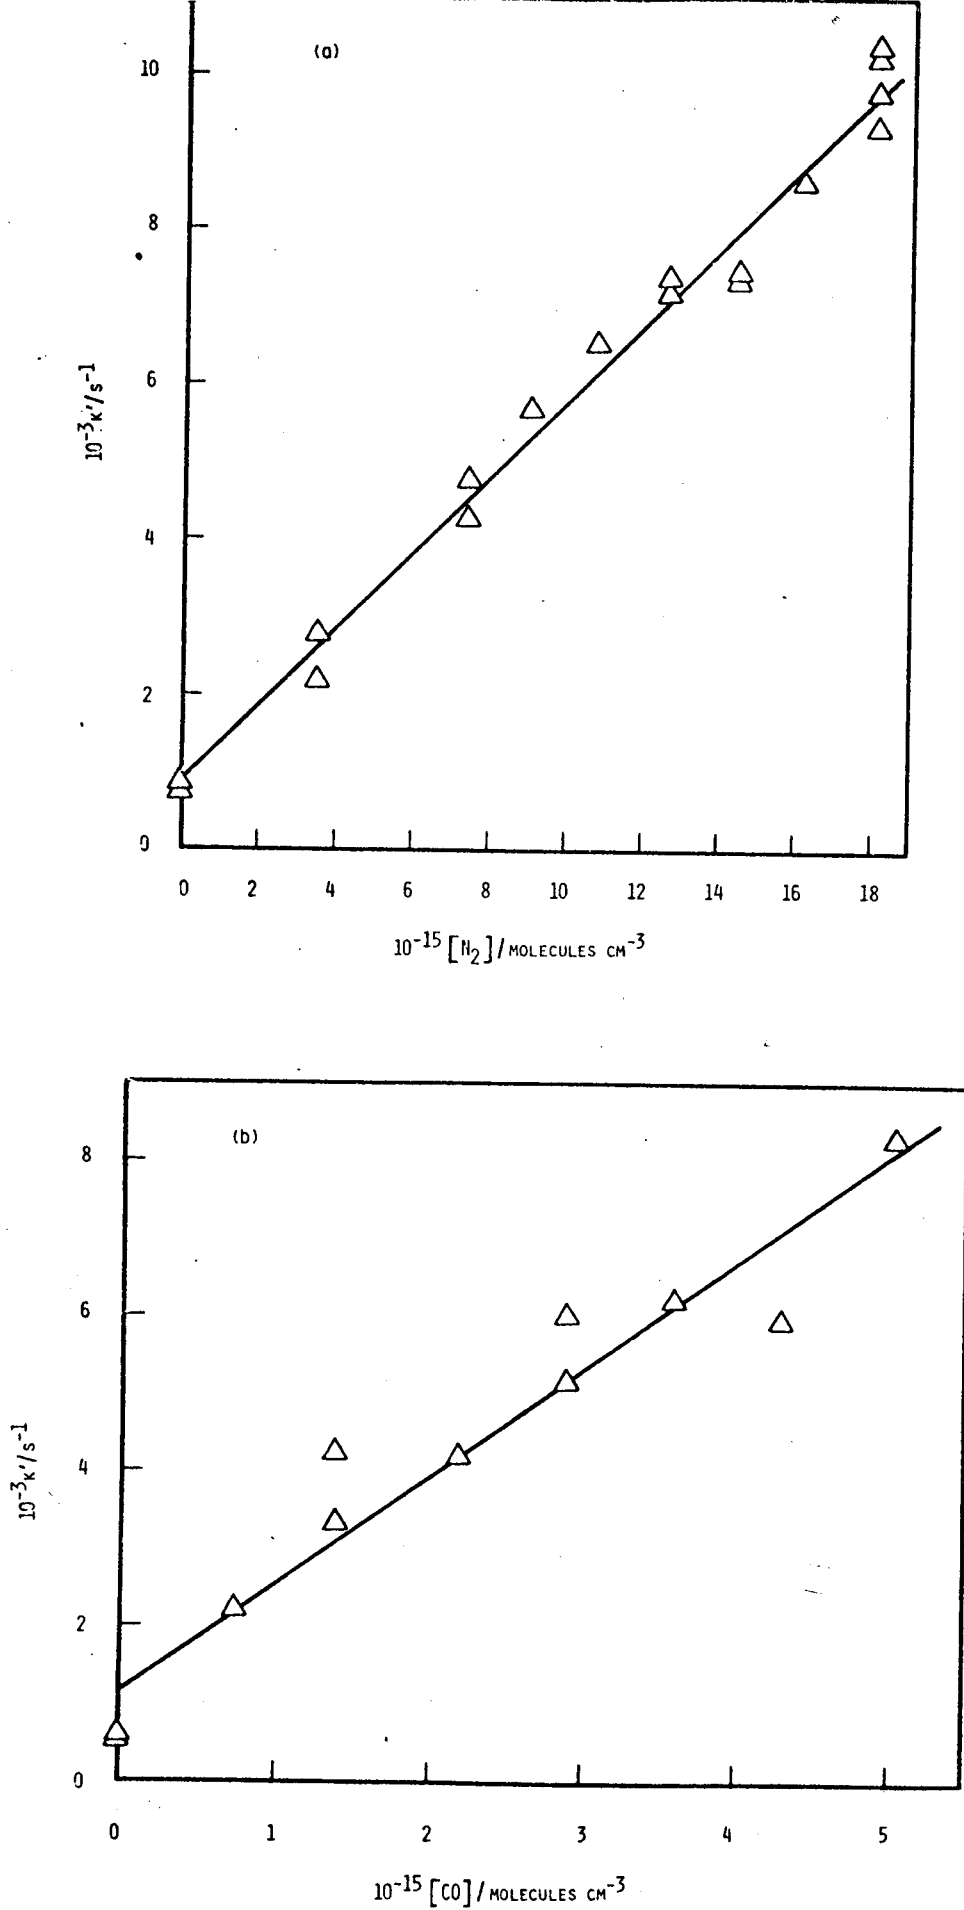 (a)
10
8
6
4
2
0
10⁻³K'/s⁻¹
0 2 4 6 8 10 12 14 16 18
10⁻¹⁵[N₂]/MOLECULES CM⁻³
(b)
8
6
4
2
0
10⁻³K'/s⁻¹
0 1 2 3 4 5
10⁻¹⁵[CO]/MOLECULES CM⁻³